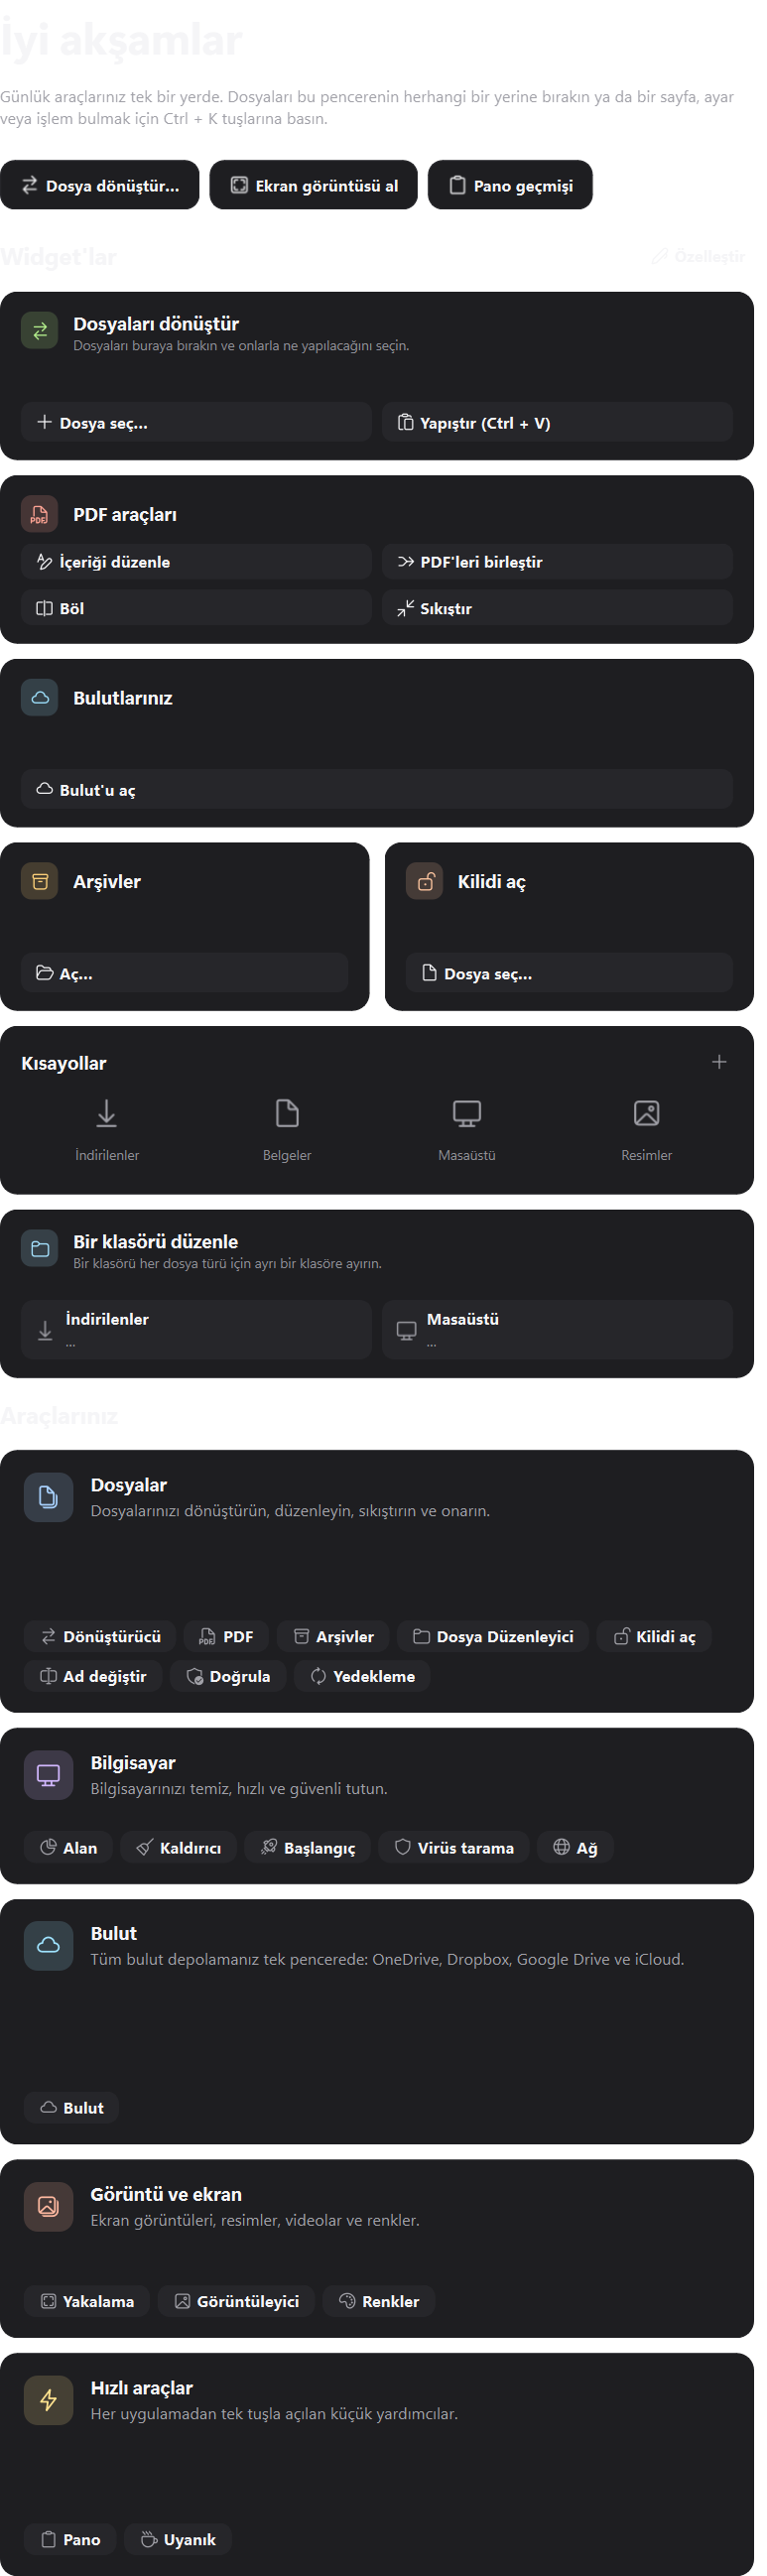 İyi akşamlar
Günlük araçlarınız tek bir yerde. Dosyaları bu pencerenin herhangi bir yerine bırakın ya da bir sayfa, ayar
veya işlem bulmak için Ctrl + K tuşlarına basın.
Dosya dönüştür...
Ekran görüntüsü al
Pano geçmişi
Widget'lar
Özelleştir
Dosyaları dönüştür
Dosyaları buraya bırakın ve onlarla ne yapılacağını seçin.
Dosya seç...
Yapıştır (Ctrl + V)
PDF araçları
İçeriği düzenle
PDF'leri birleştir
Böl
Sıkıştır
Bulutlarınız
Bulut'u aç
Arşivler
Kilidi aç
Aç...
Dosya seç...
Kısayollar
İndirilenler
Belgeler
Masaüstü
Resimler
Bir klasörü düzenle
Bir klasörü her dosya türü için ayrı bir klasöre ayırın.
İndirilenler
...
Masaüstü
...
Araçlarınız
Dosyalar
Dosyalarınızı dönüştürün, düzenleyin, sıkıştırın ve onarın.
Dönüştürücü
PDF
Arşivler
Dosya Düzenleyici
Kilidi aç
Ad değiştir
Doğrula
Yedekleme
Bilgisayar
Bilgisayarınızı temiz, hızlı ve güvenli tutun.
Alan
Kaldırıcı
Başlangıç
Virüs tarama
Ağ
Bulut
Tüm bulut depolamanız tek pencerede: OneDrive, Dropbox, Google Drive ve iCloud.
Bulut
Görüntü ve ekran
Ekran görüntüleri, resimler, videolar ve renkler.
Yakalama
Görüntüleyici
Renkler
Hızlı araçlar
Her uygulamadan tek tuşla açılan küçük yardımcılar.
Pano
Uyanık